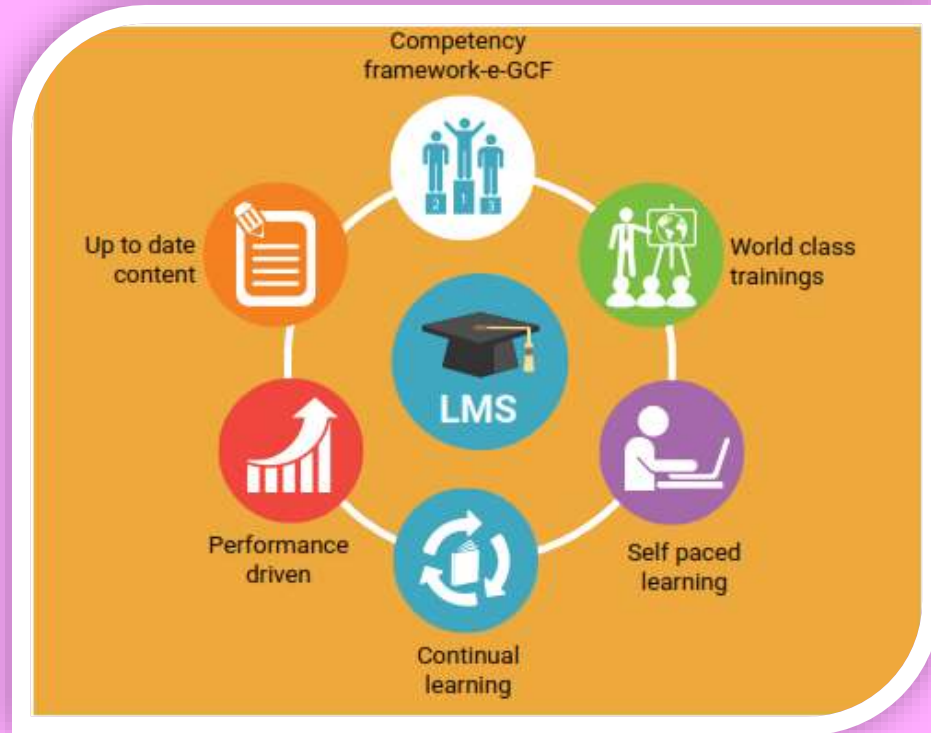 Competency
framework-e-GCF
2 1 3
World class
trainings
Up to date
content
LMS
Self paced
learning
Performance
driven
Continual
learning